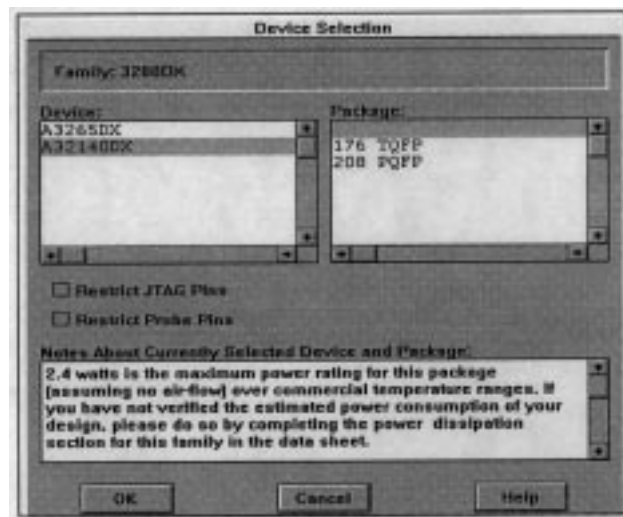 Device Selection
Family: 3200DX
Device:
Package:
A3265DX
A32140DX
176 TQFP
208 PQFP
Restrict JTAG Pins
Restrict Probe Pins
Notes About Currently Selected Device and Package:
2.4 watts is the maximum power rating for this package
(assuming no air-flow) over commercial temperature ranges. If
you have not verified the estimated power consumption of your
design, please do so by completing the power dissipation
section for this family in the data sheet.
OK
Cancel
Help